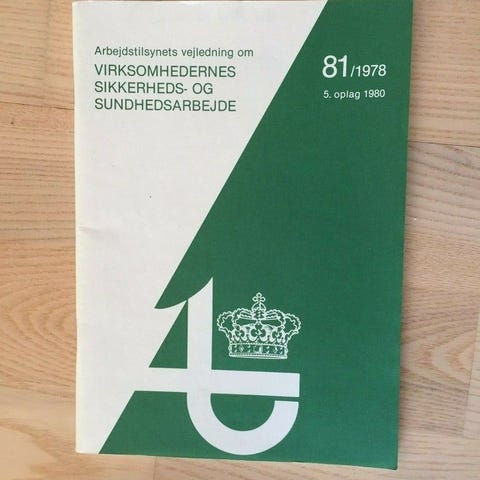 Arbejdstilsynets vejledning om
VIRKSOMHEDERNES
SIKKERHEDS- OG
SUNDHEDSARBEJDE
81/1978
5. oplag 1980